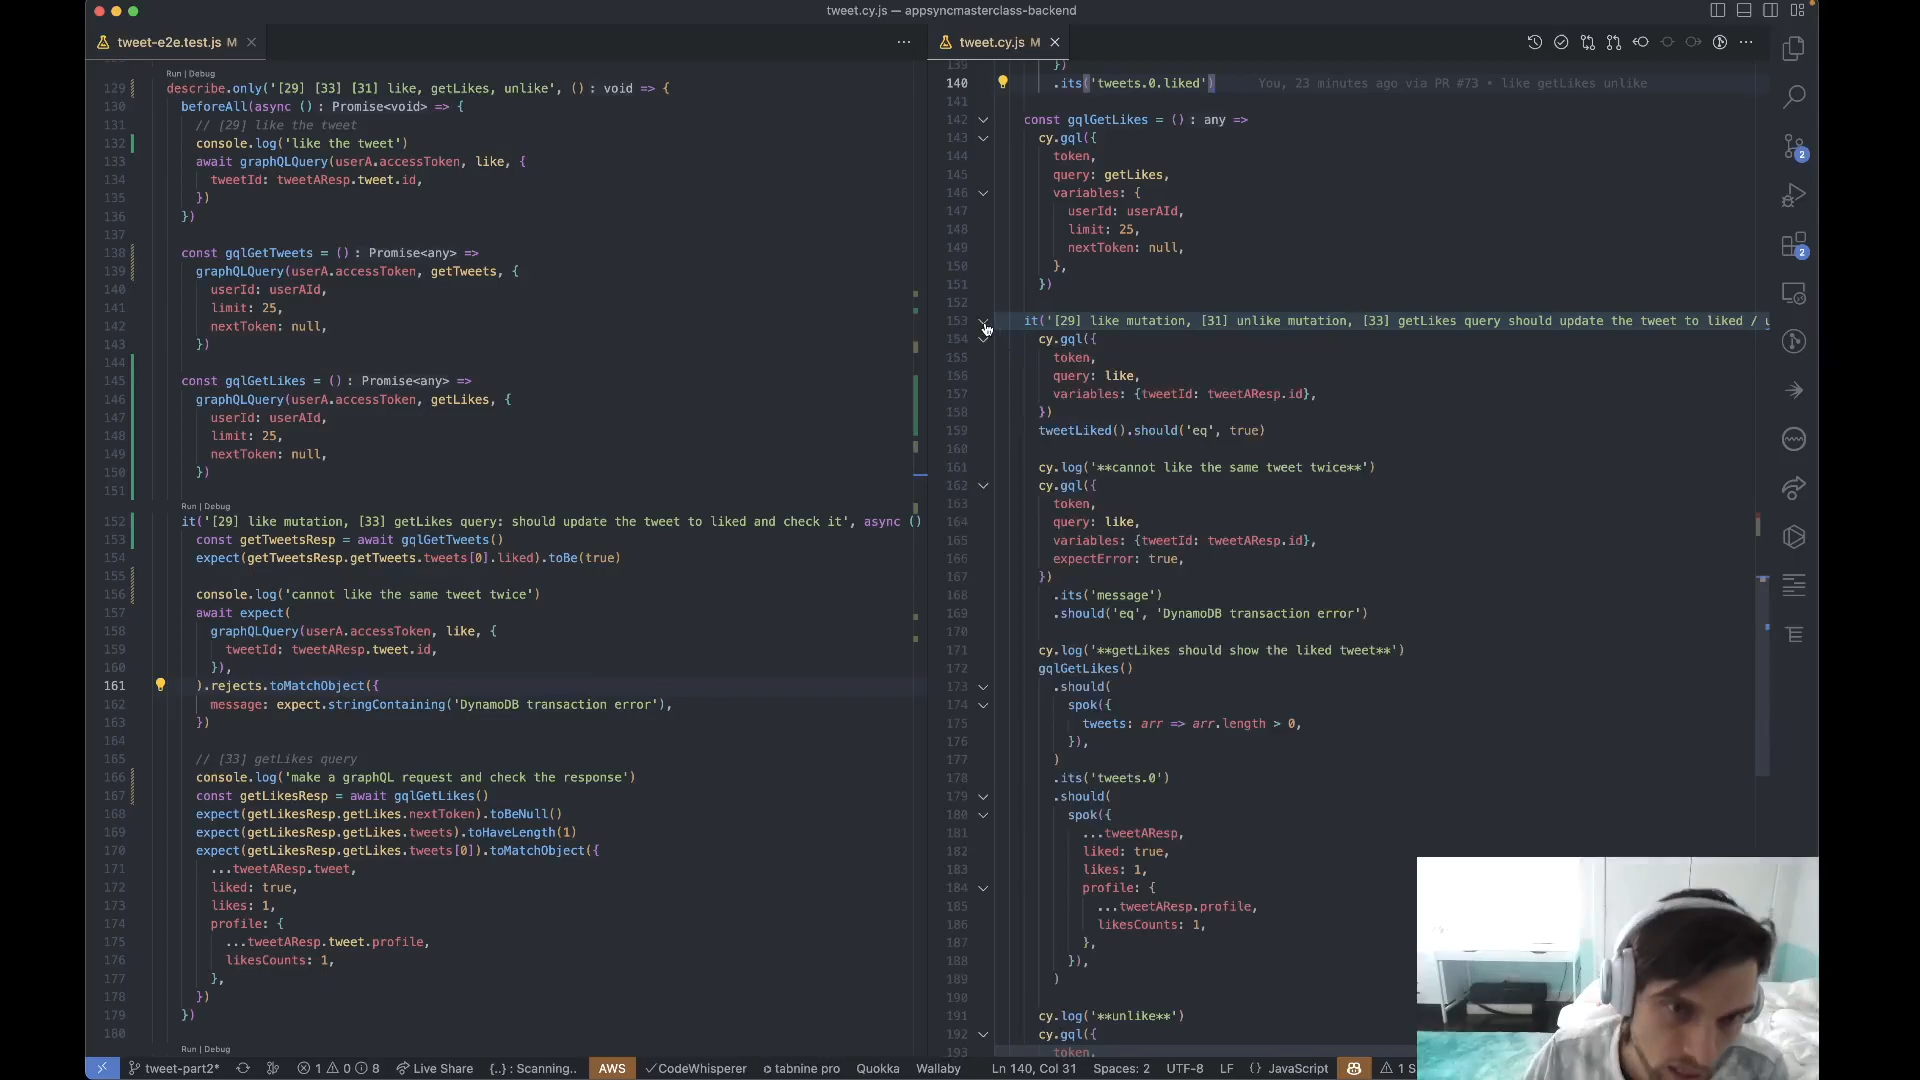 tweet.cy.js — appsyncmasterclass-backend
tweet-e2e.test.js M
Run | Debug
129 describe.only('[29] [33] [31] like, getLikes, unlike', (): void => {
130 beforeAll(async (): Promise<void> => {
131 // [29] like the tweet
132 console.log('like the tweet')
133 await graphQLQuery(userA.accessToken, like, {
134 tweetId: tweetAResp.tweet.id,
135 })
136 })
137
138 const gqlGetTweets = (): Promise<any> =>
139 graphQLQuery(userA.accessToken, getTweets, {
140 userId: userAId,
141 limit: 25,
142 nextToken: null,
143 })
144
145 const gqlGetLikes = (): Promise<any> =>
146 graphQLQuery(userA.accessToken, getLikes, {
147 userId: userAId,
148 limit: 25,
149 nextToken: null,
150 })
151
Run | Debug
152 it('[29] like mutation, [33] getLikes query: should update the tweet to liked and check it', async ()
153 const getTweetsResp = await gqlGetTweets()
154 expect(getTweetsResp.getTweets.tweets[0].liked).toBe(true)
155
156 console.log('cannot like the same tweet twice')
157 await expect(
158 graphQLQuery(userA.accessToken, like, {
159 tweetId: tweetAResp.tweet.id,
160 }),
161 ).rejects.toMatchObject({
162 message: expect.stringContaining('DynamoDB transaction error'),
163 })
164
165 // [33] getLikes query
166 console.log('make a graphQL request and check the response')
167 const getLikesResp = await gqlGetLikes()
168 expect(getLikesResp.getLikes.nextToken).toBeNull()
169 expect(getLikesResp.getLikes.tweets).toHaveLength(1)
170 expect(getLikesResp.getLikes.tweets[0]).toMatchObject({
171 ...tweetAResp.tweet,
172 liked: true,
173 likes: 1,
174 profile: {
175 ...tweetAResp.tweet.profile,
176 likesCounts: 1,
177 },
178 })
179 })
180
Run | Debug
tweet.cy.js M
139 })
140 .its('tweets.0.liked') You, 23 minutes ago via PR #73 • like getLikes unlike
141
142 const gqlGetLikes = (): any =>
143 cy.gql({
144 token,
145 query: getLikes,
146 variables: {
147 userId: userAId,
148 limit: 25,
149 nextToken: null,
150 },
151 })
152
153 it('[29] like mutation, [31] unlike mutation, [33] getLikes query should update the tweet to liked /
154 cy.gql({
155 token,
156 query: like,
157 variables: {tweetId: tweetAResp.id},
158 })
159 tweetLiked().should('eq', true)
160
161 cy.log('**cannot like the same tweet twice**')
162 cy.gql({
163 token,
164 query: like,
165 variables: {tweetId: tweetAResp.id},
166 expectError: true,
167 })
168 .its('message')
169 .should('eq', 'DynamoDB transaction error')
170
171 cy.log('**getLikes should show the liked tweet**')
172 gqlGetLikes()
173 .should(
174 spok({
175 tweets: arr => arr.length > 0,
176 }),
177 )
178 .its('tweets.0')
179 .should(
180 spok({
181 ...tweetAResp,
182 liked: true,
183 likes: 1,
184 profile: {
185 ...tweetAResp.profile,
186 likesCounts: 1,
187 },
188 }),
189 )
190
191 cy.log('**unlike**')
192 cy.gql({
193 token,
2
2
tweet-part2* 1 0 8 Live Share {..} : Scanning.. AWS CodeWhisperer tabnine pro Quokka Wallaby Ln 140, Col 31 Spaces: 2 UTF-8 LF JavaScript 1 S